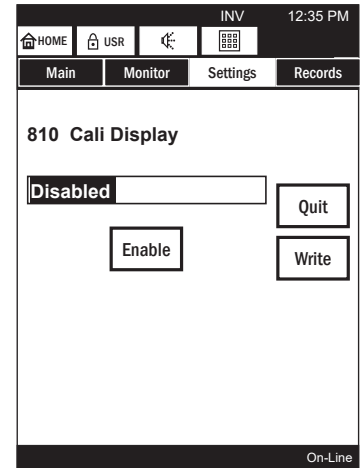 INV 12:35 PM
HOME USR
Main Monitor Settings Records
810 Cali Display
Disabled
Quit
Enable
Write
On-Line